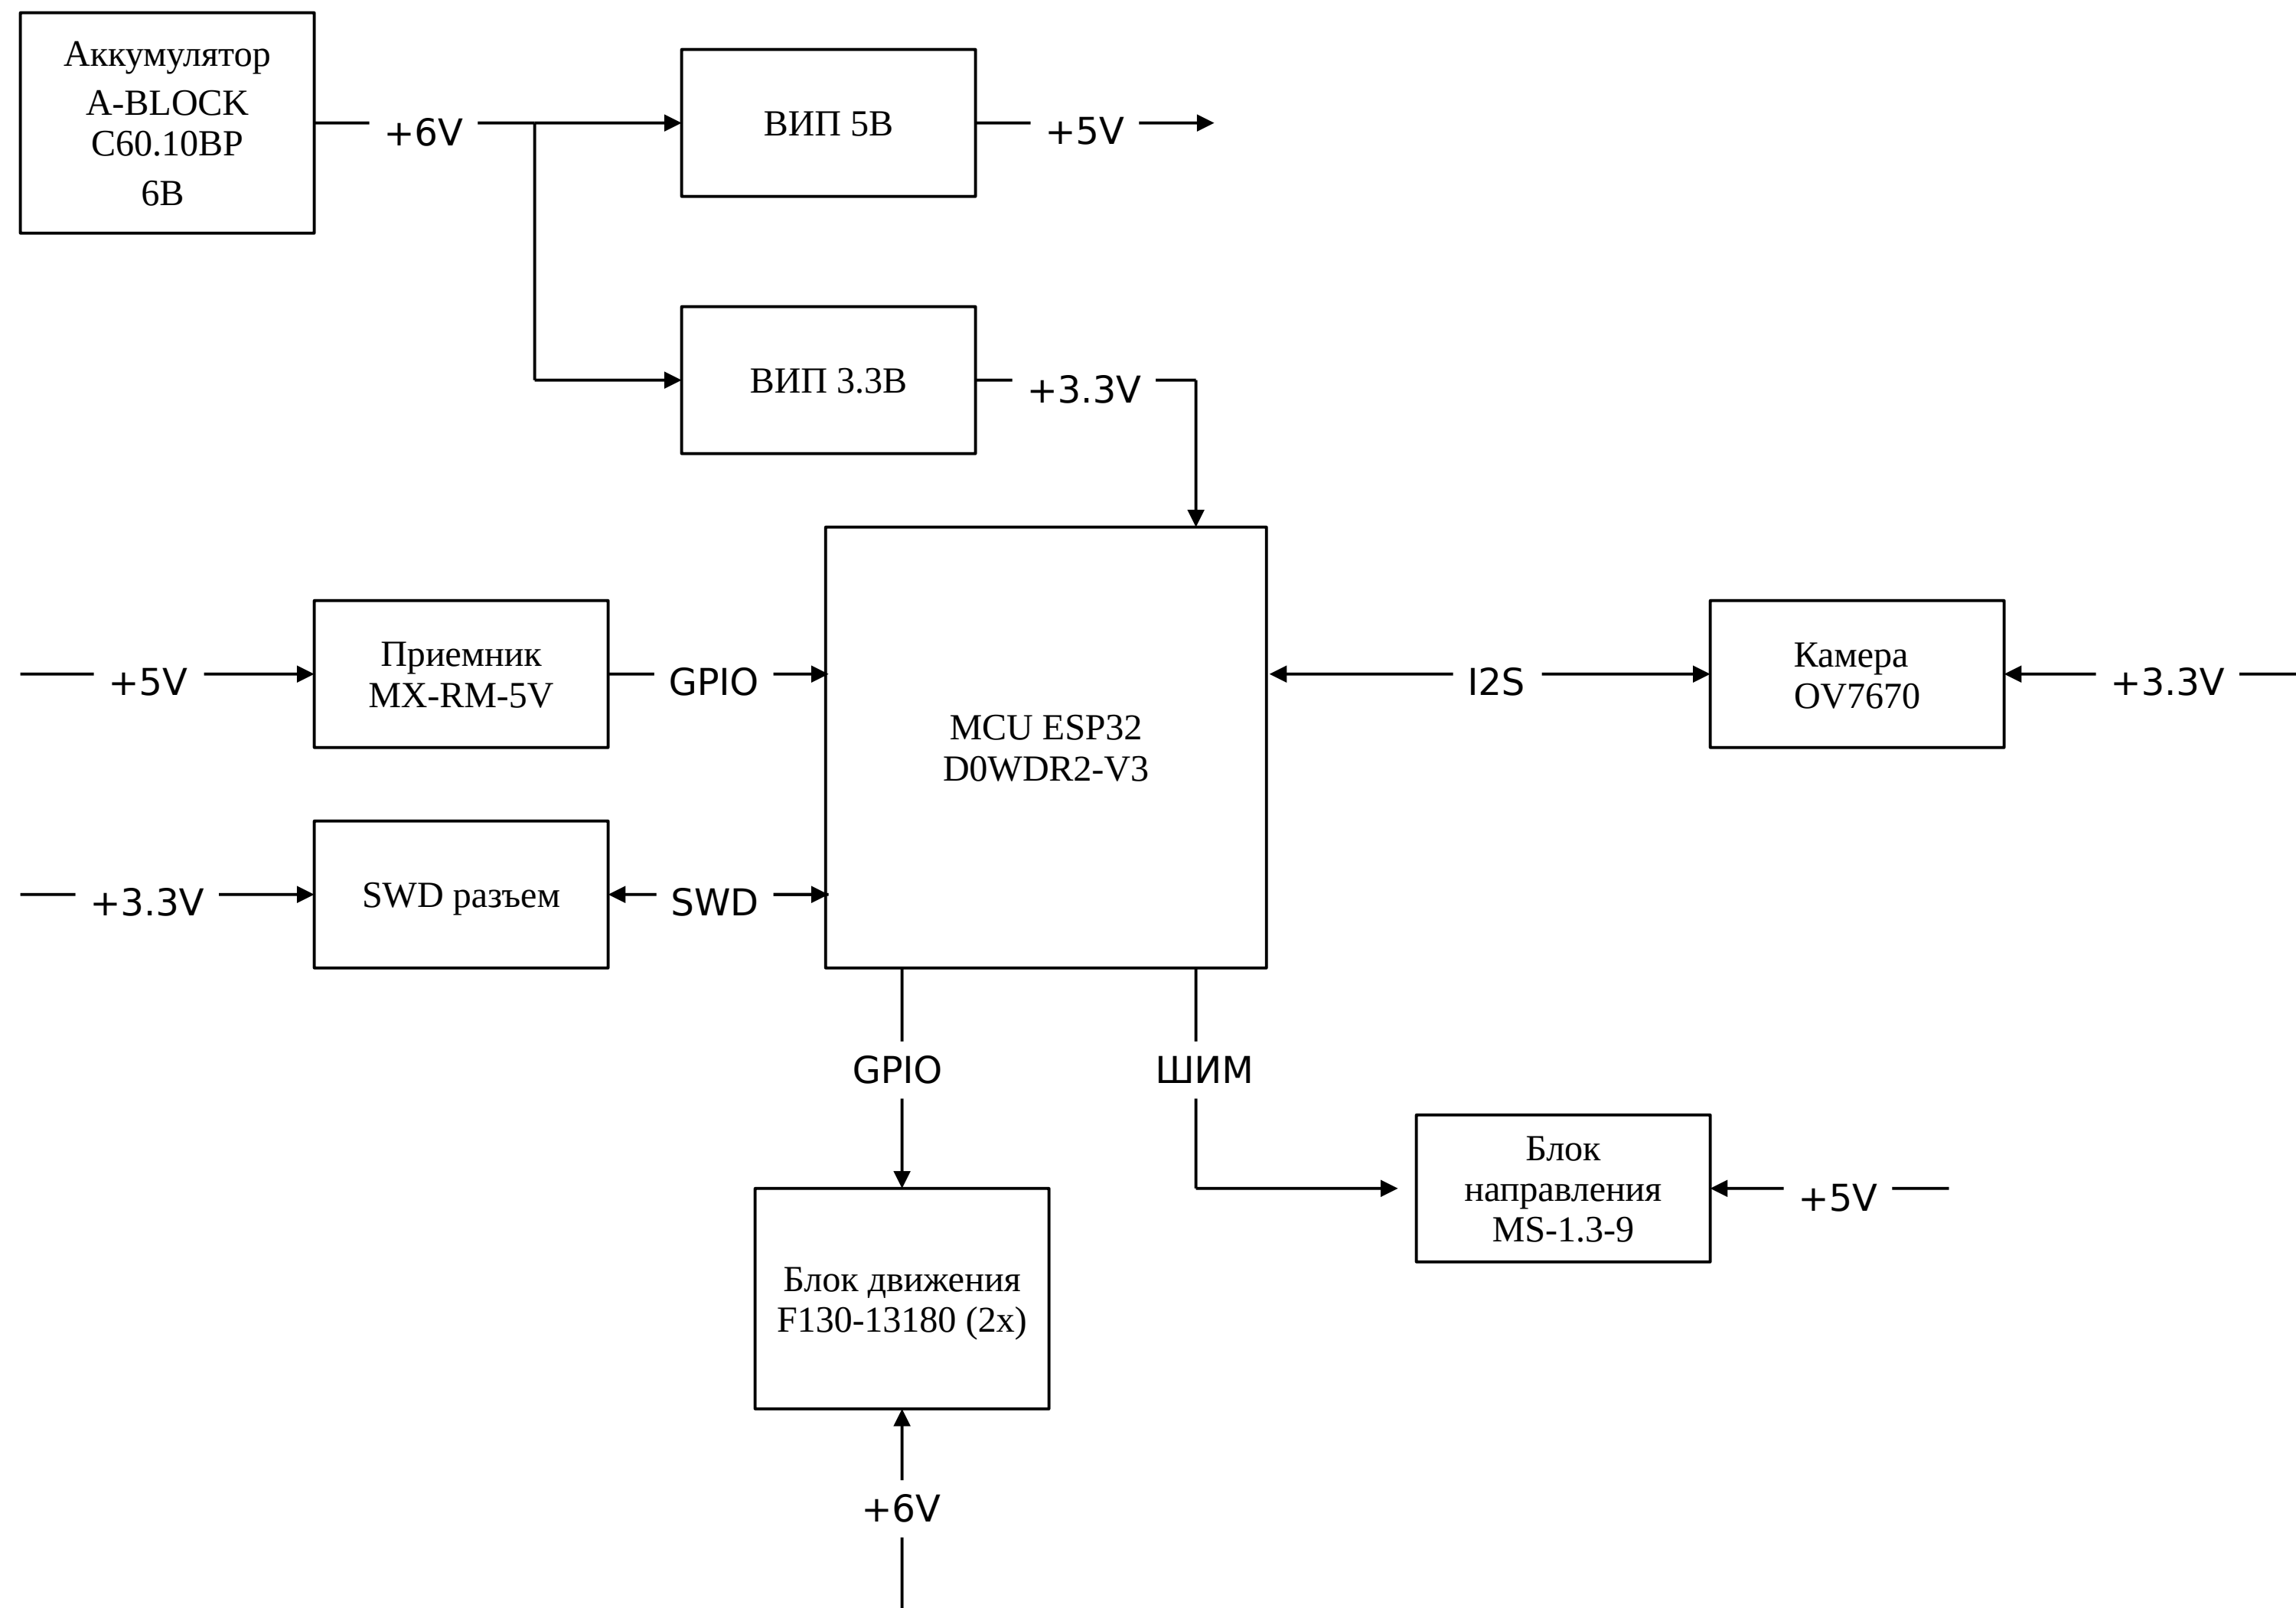 Аккумулятор
A-BLOCK
C60.10BP
6В
+6V
ВИП 5В
+5V
ВИП 3.3В
+3.3V
+5V
Приемник
MX-RM-5V
GPIO
MCU ESP32
D0WDR2-V3
I2S
Камера
OV7670
+3.3V
+3.3V
SWD разъем
SWD
GPIO
ШИМ
Блок
направления
MS-1.3-9
+5V
Блок движения
F130-13180 (2x)
+6V